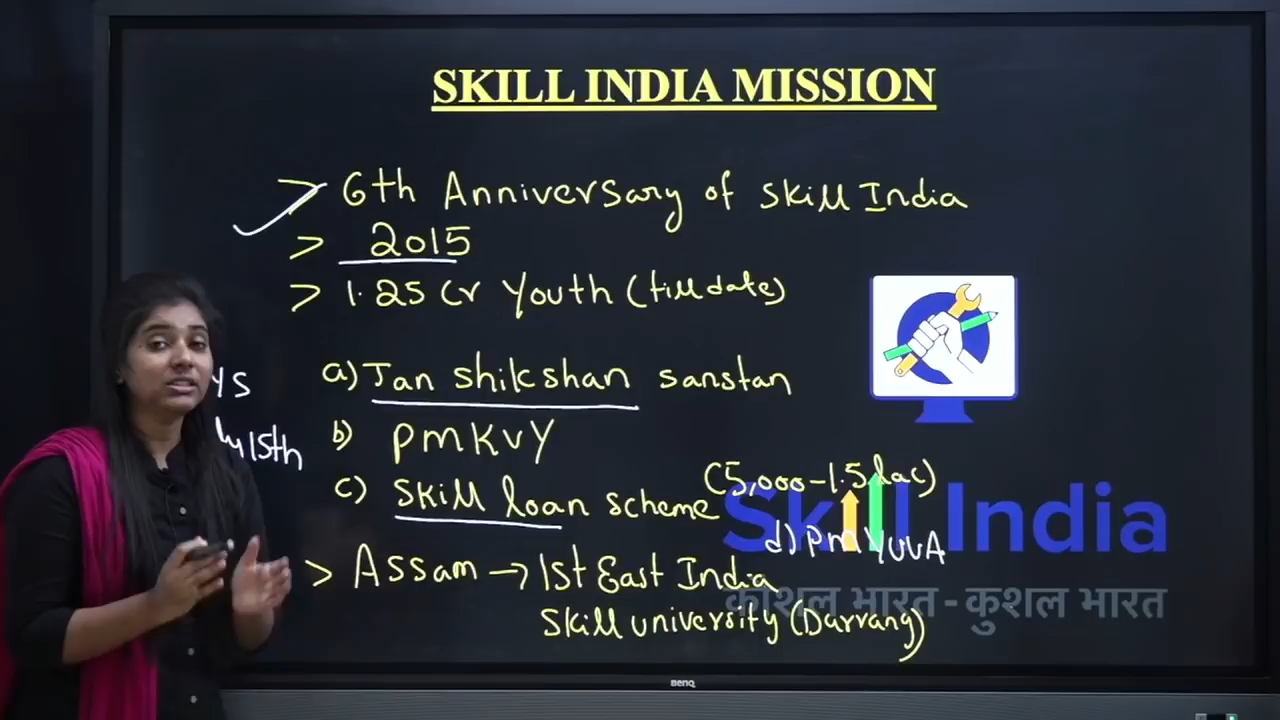 SKILL INDIA MISSION
> 6th Anniversary of skill India
> 2015
> 1.25 Cr Youth (till date)
a) Jan shikshan sanstan
b) PMKVY
c) Skill loan scheme (5,000-1.5 lac)
d) PM YUVA
> Assam → 1st East India
Skill university (Darrang)
YS
15th
Skill India
कौशल भारत - कुशल भारत
BenQ